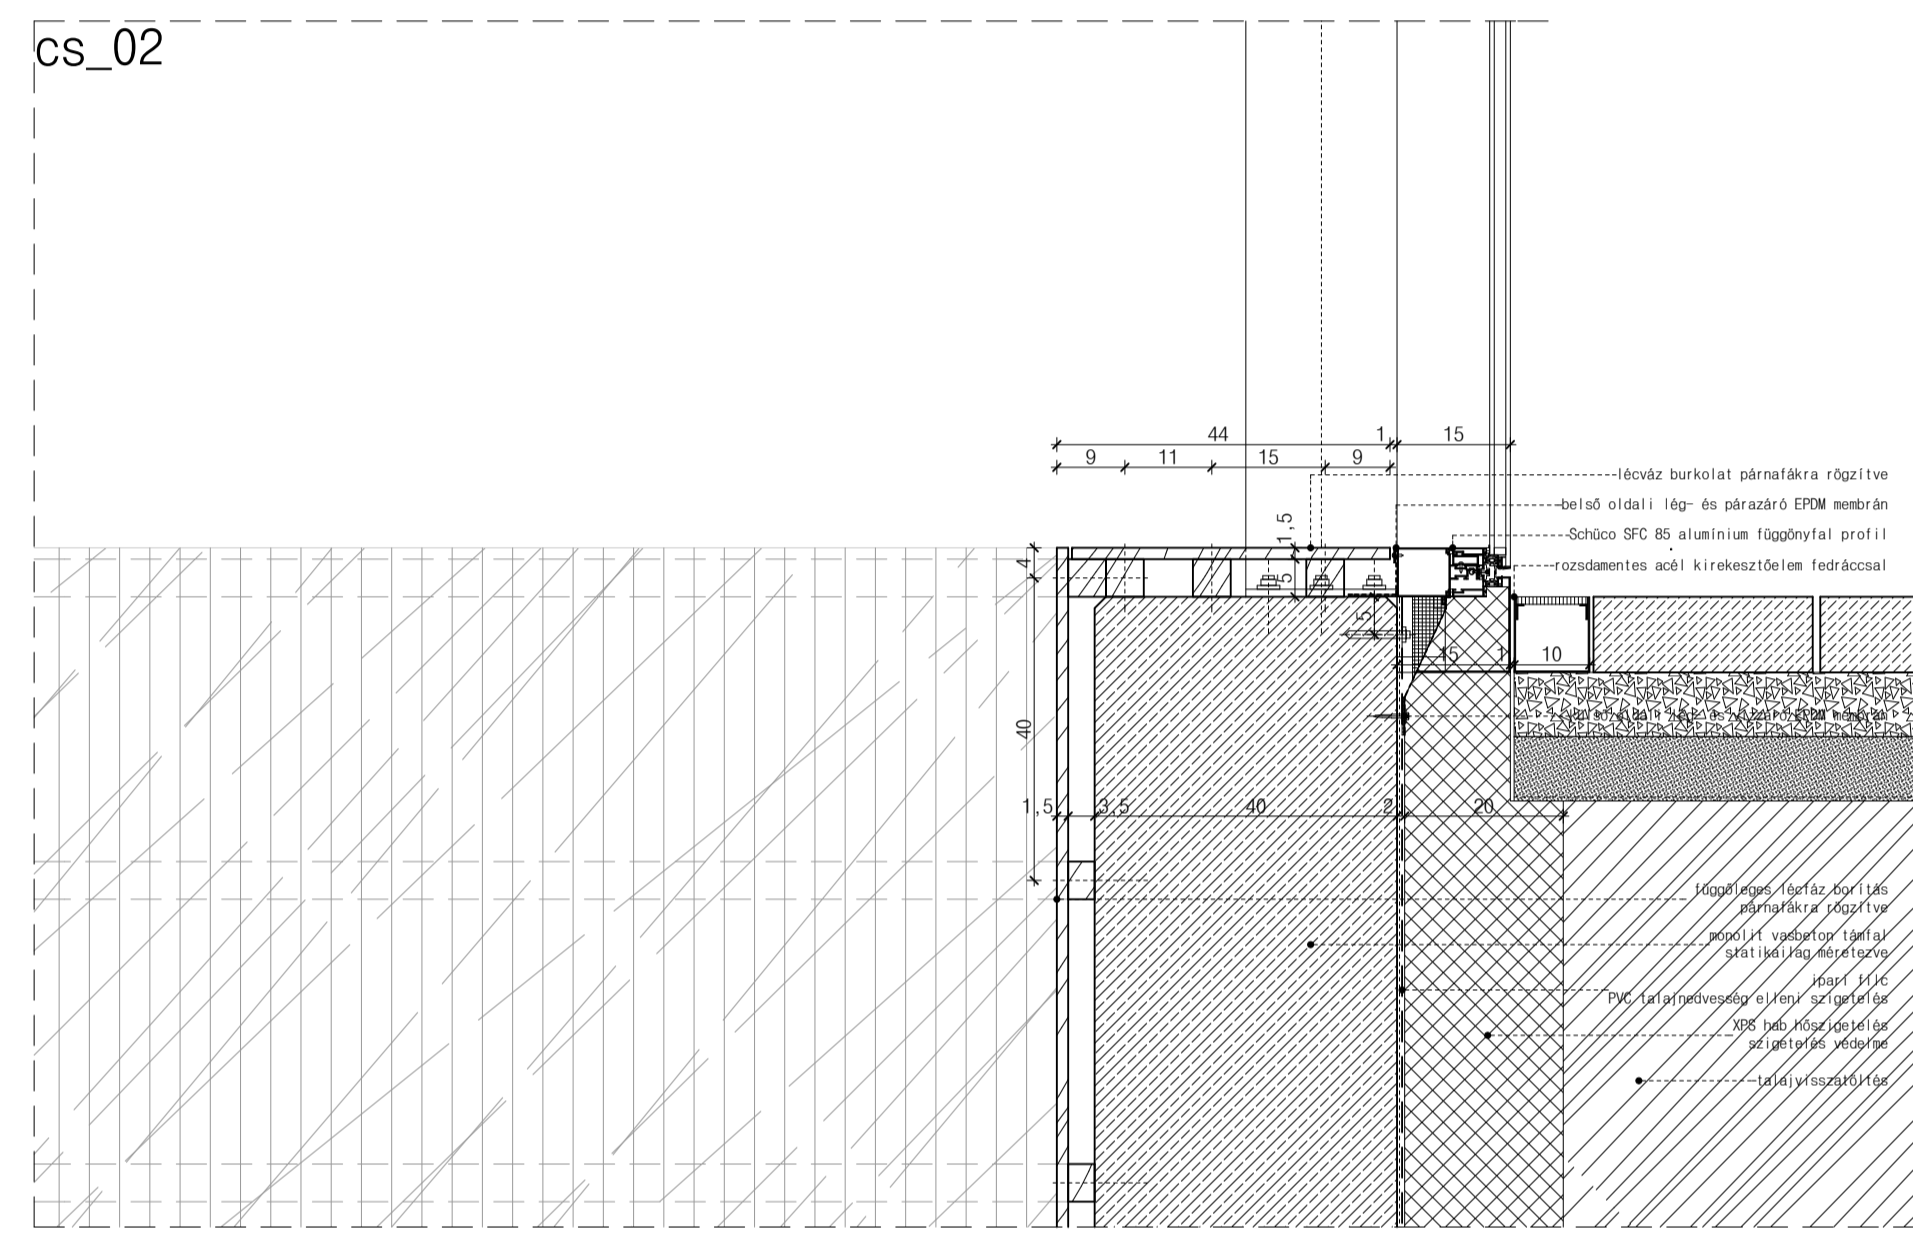 cs_02
44
1
15
9
11
15
9
lécváz burkolat párnafákra rögzítve
belső oldali lég- és párazáró EPDM membrán
1,5
Schüco SFC 85 alumínium függönyfal profil
4
rozsdamentes acél kirekesztőelem fedráccsal
5
5
15
1
10
40
1,5
3,5
40
2
20
függőleges lécfáz borítás
párnafákra rögzítve
monolit vasbeton támfal
statikailag méretezve
ipari filc
PVC talajnedvesség elleni szigetelés
XPS hab hőszigetelés
szigetelés védelme
talajvisszatöltés